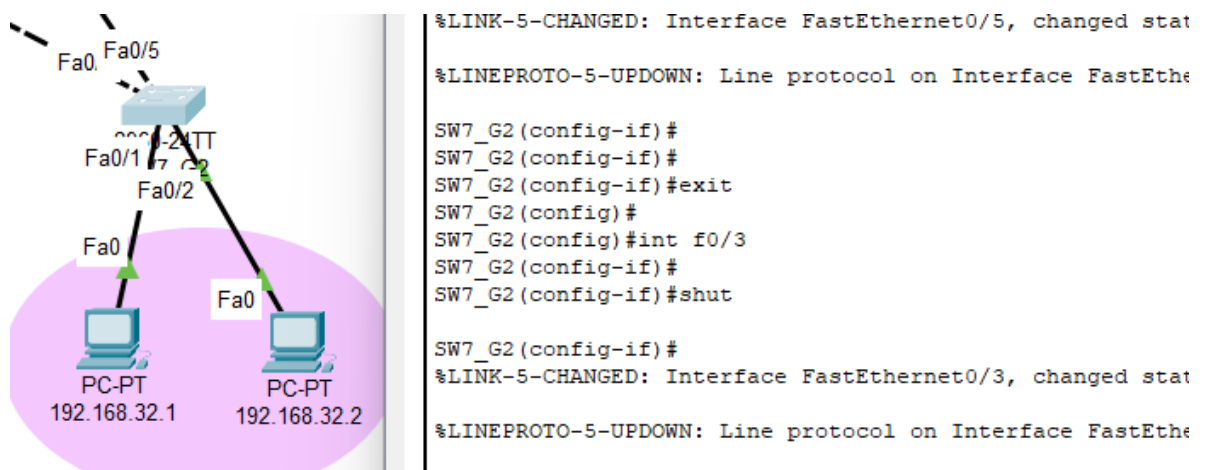 Fa0/5
Fa0
-24TT
Fa0/1
Fa0/2
Fa0
Fa0
PC-PT
192.168.32.1
PC-PT
192.168.32.2
%LINK-5-CHANGED: Interface FastEthernet0/5, changed stat
%LINEPROTO-5-UPDOWN: Line protocol on Interface FastEthe
SW7_G2(config-if)#
SW7_G2(config-if)#
SW7_G2(config-if)#exit
SW7_G2(config)#
SW7_G2(config)#int f0/3
SW7_G2(config-if)#
SW7_G2(config-if)#shut
SW7_G2(config-if)#
%LINK-5-CHANGED: Interface FastEthernet0/3, changed stat
%LINEPROTO-5-UPDOWN: Line protocol on Interface FastEthe